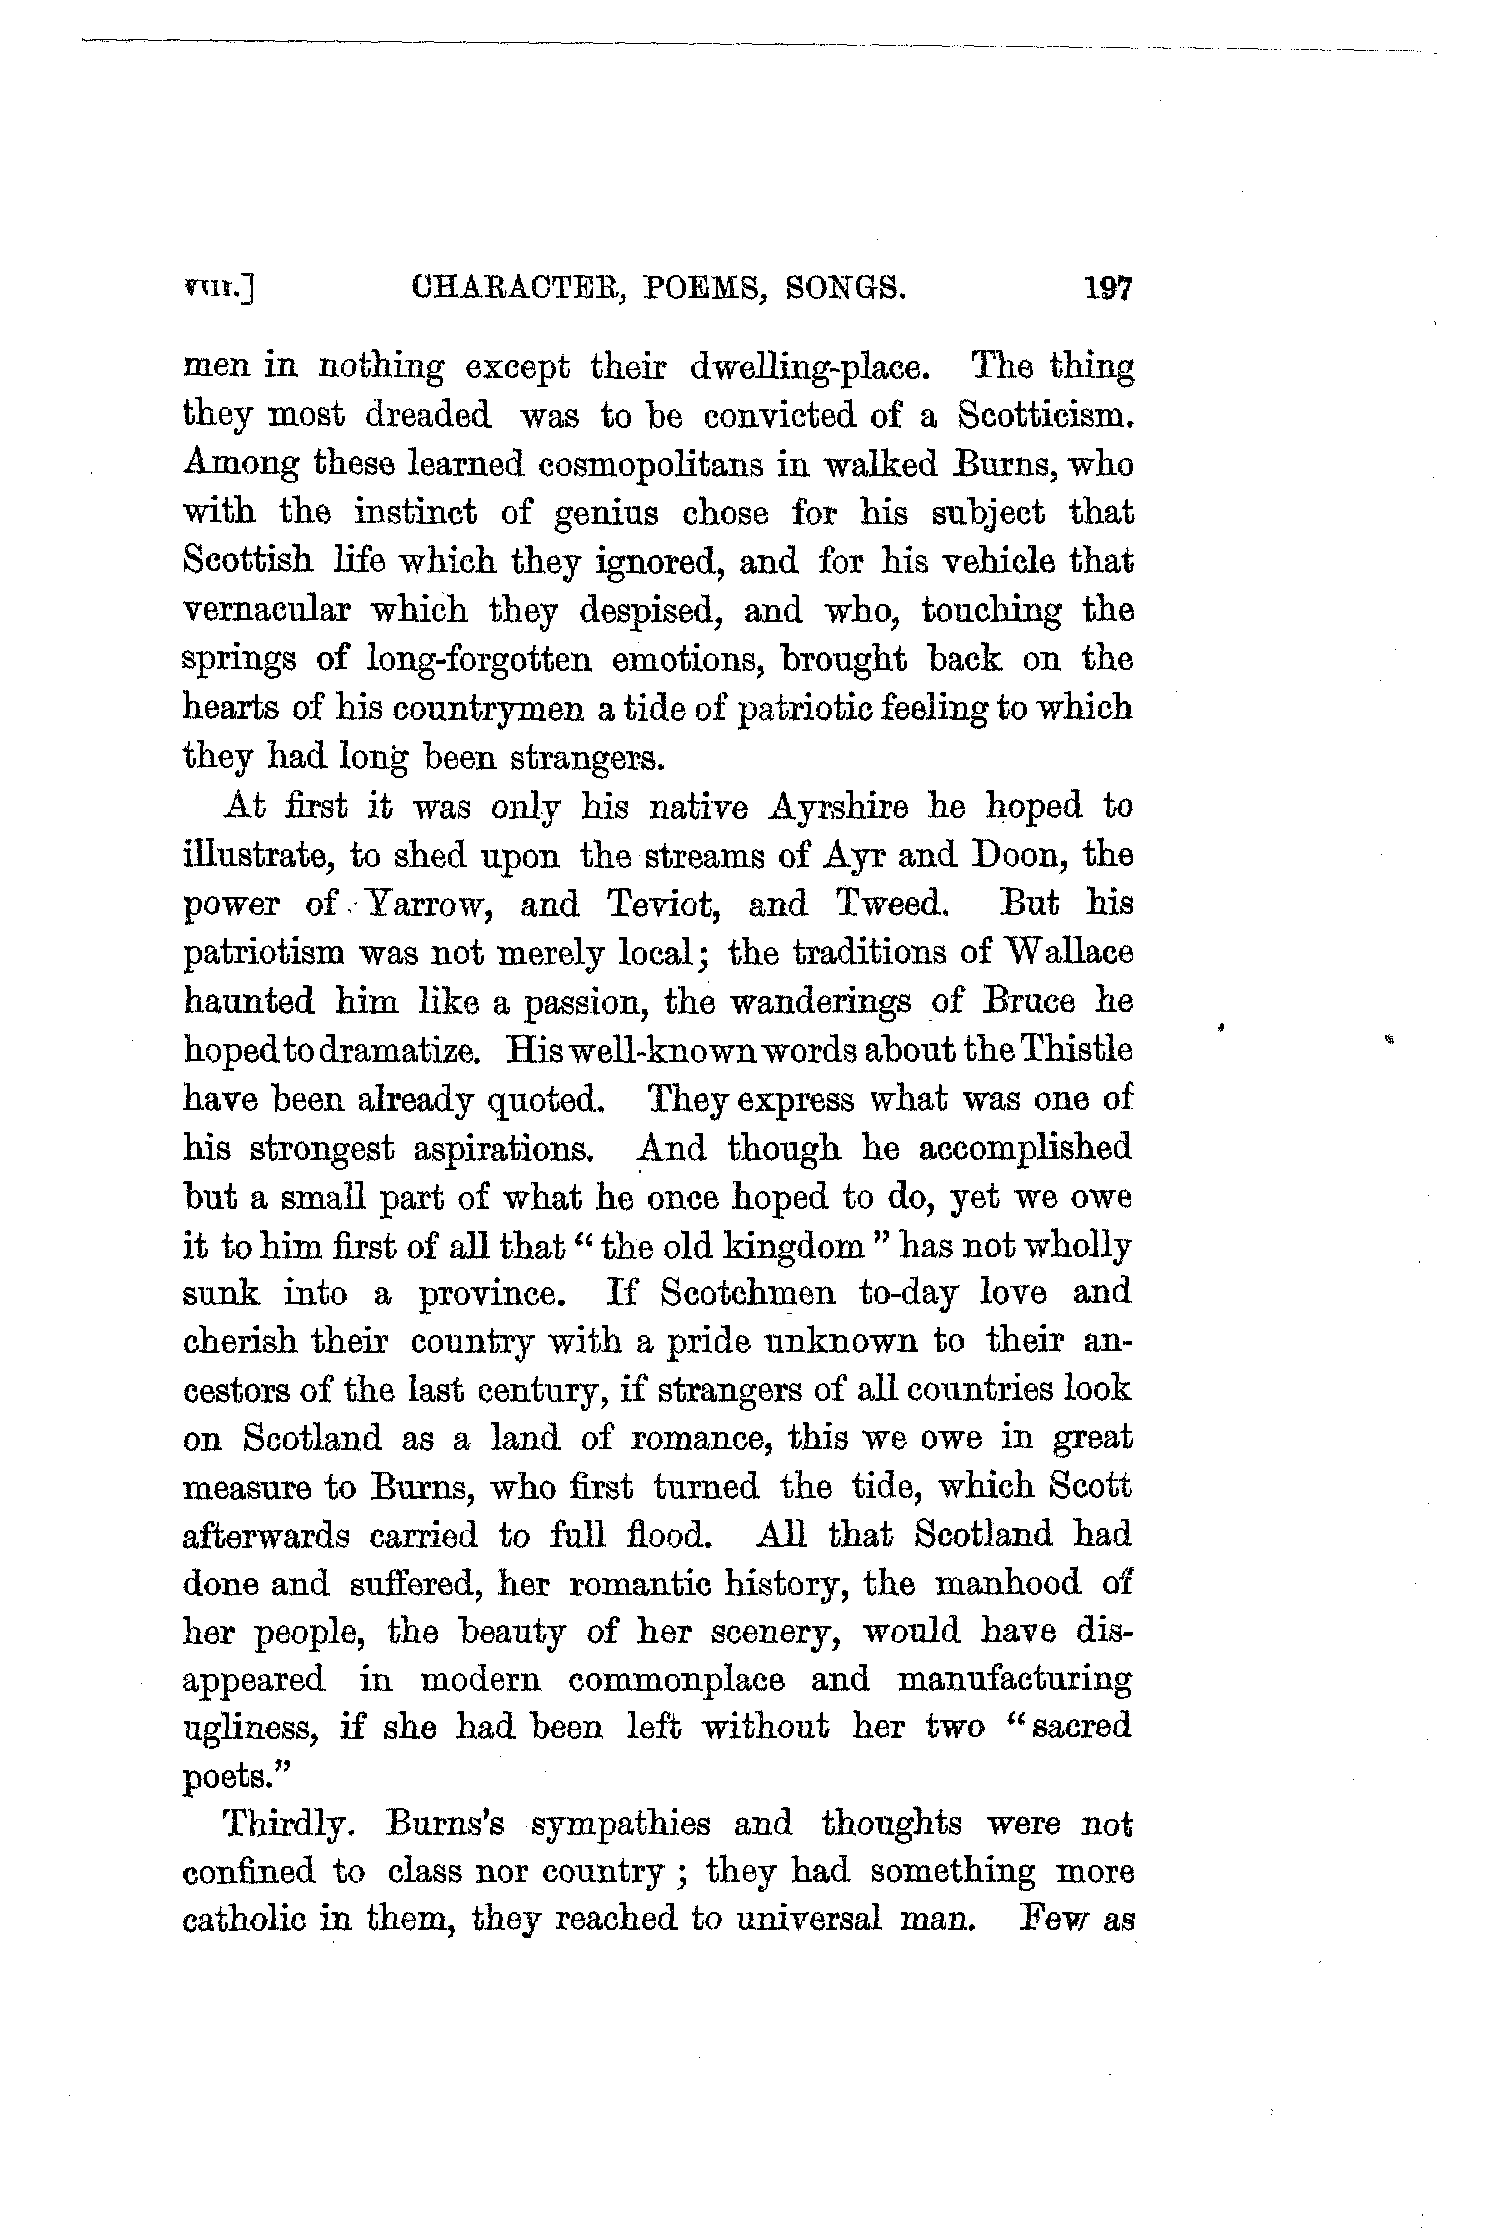 VIII.] CHARACTER, POEMS, SONGS. 197
men in nothing except their dwelling-place. The thing
they most dreaded was to be convicted of a Scotticism.
Among these learned cosmopolitans in walked Burns, who
with the instinct of genius chose for his subject that
Scottish life which they ignored, and for his vehicle that
vernacular which they despised, and who, touching the
springs of long-forgotten emotions, brought back on the
hearts of his countrymen a tide of patriotic feeling to which
they had long been strangers.
At first it was only his native Ayrshire he hoped to
illustrate, to shed upon the streams of Ayr and Doon, the
power of Yarrow, and Teviot, and Tweed. But his
patriotism was not merely local; the traditions of Wallace
haunted him like a passion, the wanderings of Bruce he
hoped to dramatize. His well-known words about the Thistle
have been already quoted. They express what was one of
his strongest aspirations. And though he accomplished
but a small part of what he once hoped to do, yet we owe
it to him first of all that "the old kingdom" has not wholly
sunk into a province. If Scotchmen to-day love and
cherish their country with a pride unknown to their an-
cestors of the last century, if strangers of all countries look
on Scotland as a land of romance, this we owe in great
measure to Burns, who first turned the tide, which Scott
afterwards carried to full flood. All that Scotland had
done and suffered, her romantic history, the manhood of
her people, the beauty of her scenery, would have dis-
appeared in modern commonplace and manufacturing
ugliness, if she had been left without her two "sacred
poets."
Thirdly. Burns's sympathies and thoughts were not
confined to class nor country; they had something more
catholic in them, they reached to universal man. Few as